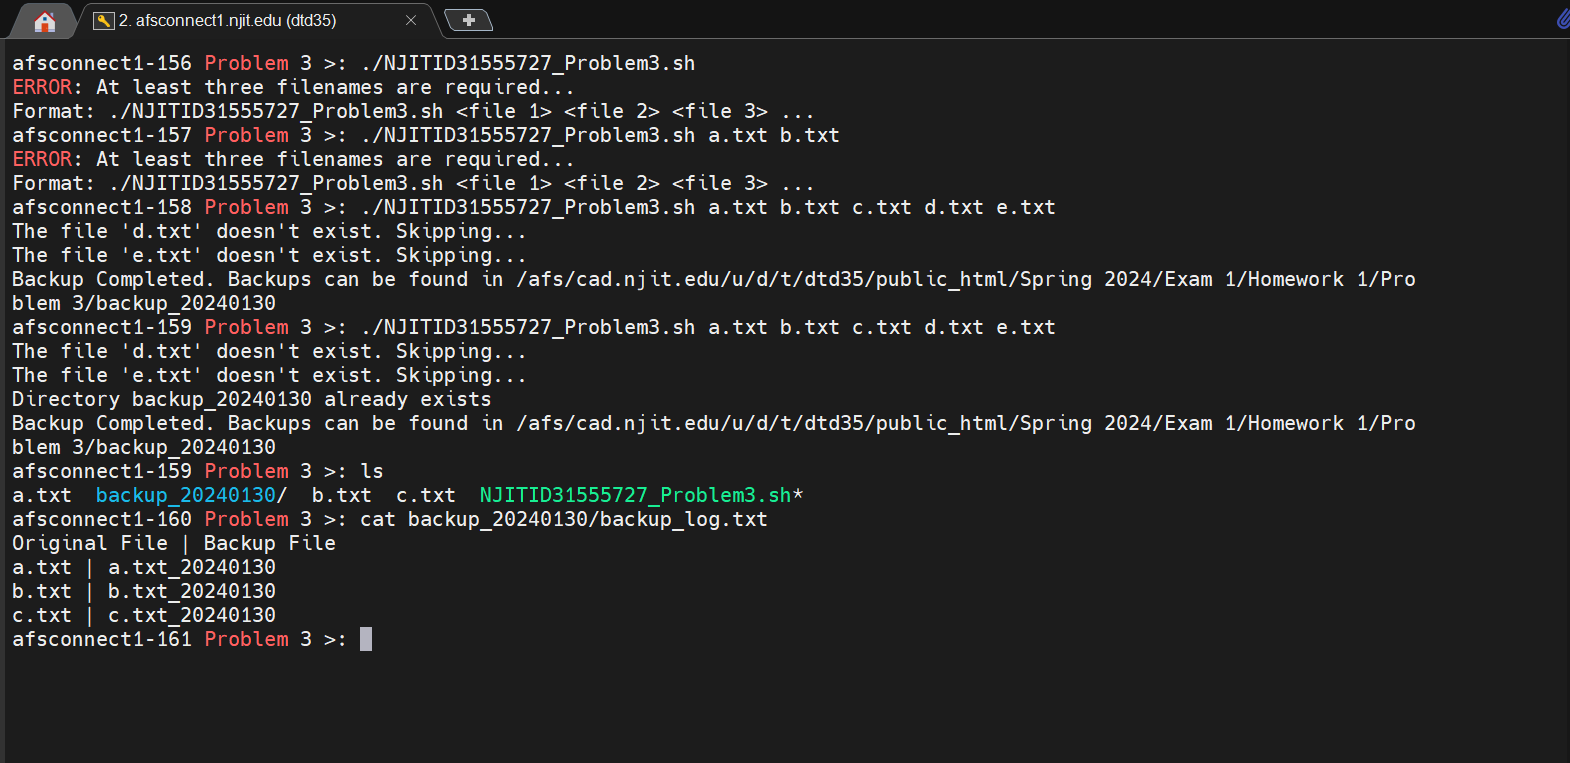 2. afsconnect1.njit.edu (dtd35)
afsconnect1-156 Problem 3 >: ./NJITID31555727_Problem3.sh
ERROR: At least three filenames are required...
Format: ./NJITID31555727_Problem3.sh <file 1> <file 2> <file 3> ...
afsconnect1-157 Problem 3 >: ./NJITID31555727_Problem3.sh a.txt b.txt
ERROR: At least three filenames are required...
Format: ./NJITID31555727_Problem3.sh <file 1> <file 2> <file 3> ...
afsconnect1-158 Problem 3 >: ./NJITID31555727_Problem3.sh a.txt b.txt c.txt d.txt e.txt
The file 'd.txt' doesn't exist. Skipping...
The file 'e.txt' doesn't exist. Skipping...
Backup Completed. Backups can be found in /afs/cad.njit.edu/u/d/t/dtd35/public_html/Spring 2024/Exam 1/Homework 1/Pro
blem 3/backup_20240130
afsconnect1-159 Problem 3 >: ./NJITID31555727_Problem3.sh a.txt b.txt c.txt d.txt e.txt
The file 'd.txt' doesn't exist. Skipping...
The file 'e.txt' doesn't exist. Skipping...
Directory backup_20240130 already exists
Backup Completed. Backups can be found in /afs/cad.njit.edu/u/d/t/dtd35/public_html/Spring 2024/Exam 1/Homework 1/Pro
blem 3/backup_20240130
afsconnect1-159 Problem 3 >: ls
a.txt  backup_20240130/  b.txt  c.txt  NJITID31555727_Problem3.sh*
afsconnect1-160 Problem 3 >: cat backup_20240130/backup_log.txt
Original File | Backup File
a.txt | a.txt_20240130
b.txt | b.txt_20240130
c.txt | c.txt_20240130
afsconnect1-161 Problem 3 >: